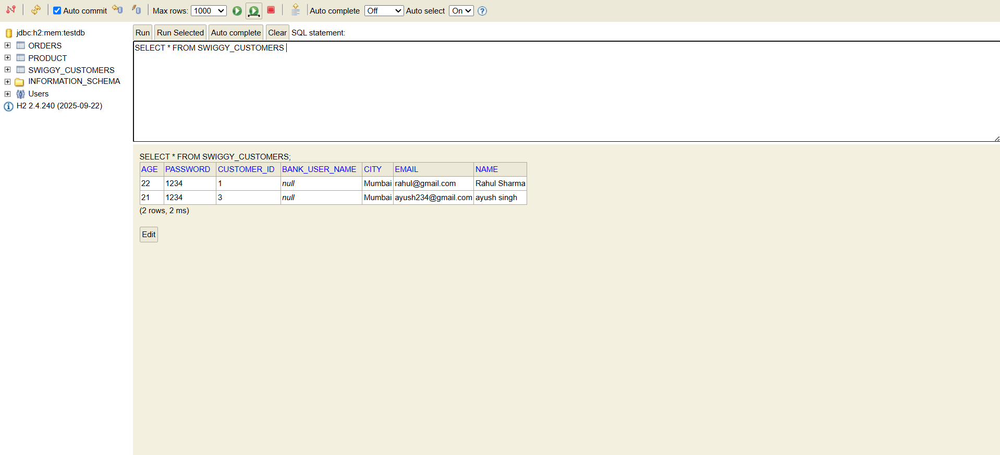 Auto commit Max rows: 1000 Auto complete Off Auto select On ?
jdbc:h2:mem:testdb
ORDERS
PRODUCT
SWIGGY_CUSTOMERS
INFORMATION_SCHEMA
Users
H2 2.4.240 (2025-09-22)
Run Run Selected Auto complete Clear SQL statement:
SELECT * FROM SWIGGY_CUSTOMERS
SELECT * FROM SWIGGY_CUSTOMERS;
AGE PASSWORD CUSTOMER_ID BANK_USER_NAME CITY EMAIL NAME
22 1234 1 null Mumbai rahul@gmail.com Rahul Sharma
21 1234 3 null Mumbai ayush234@gmail.com ayush singh
(2 rows, 2 ms)
Edit